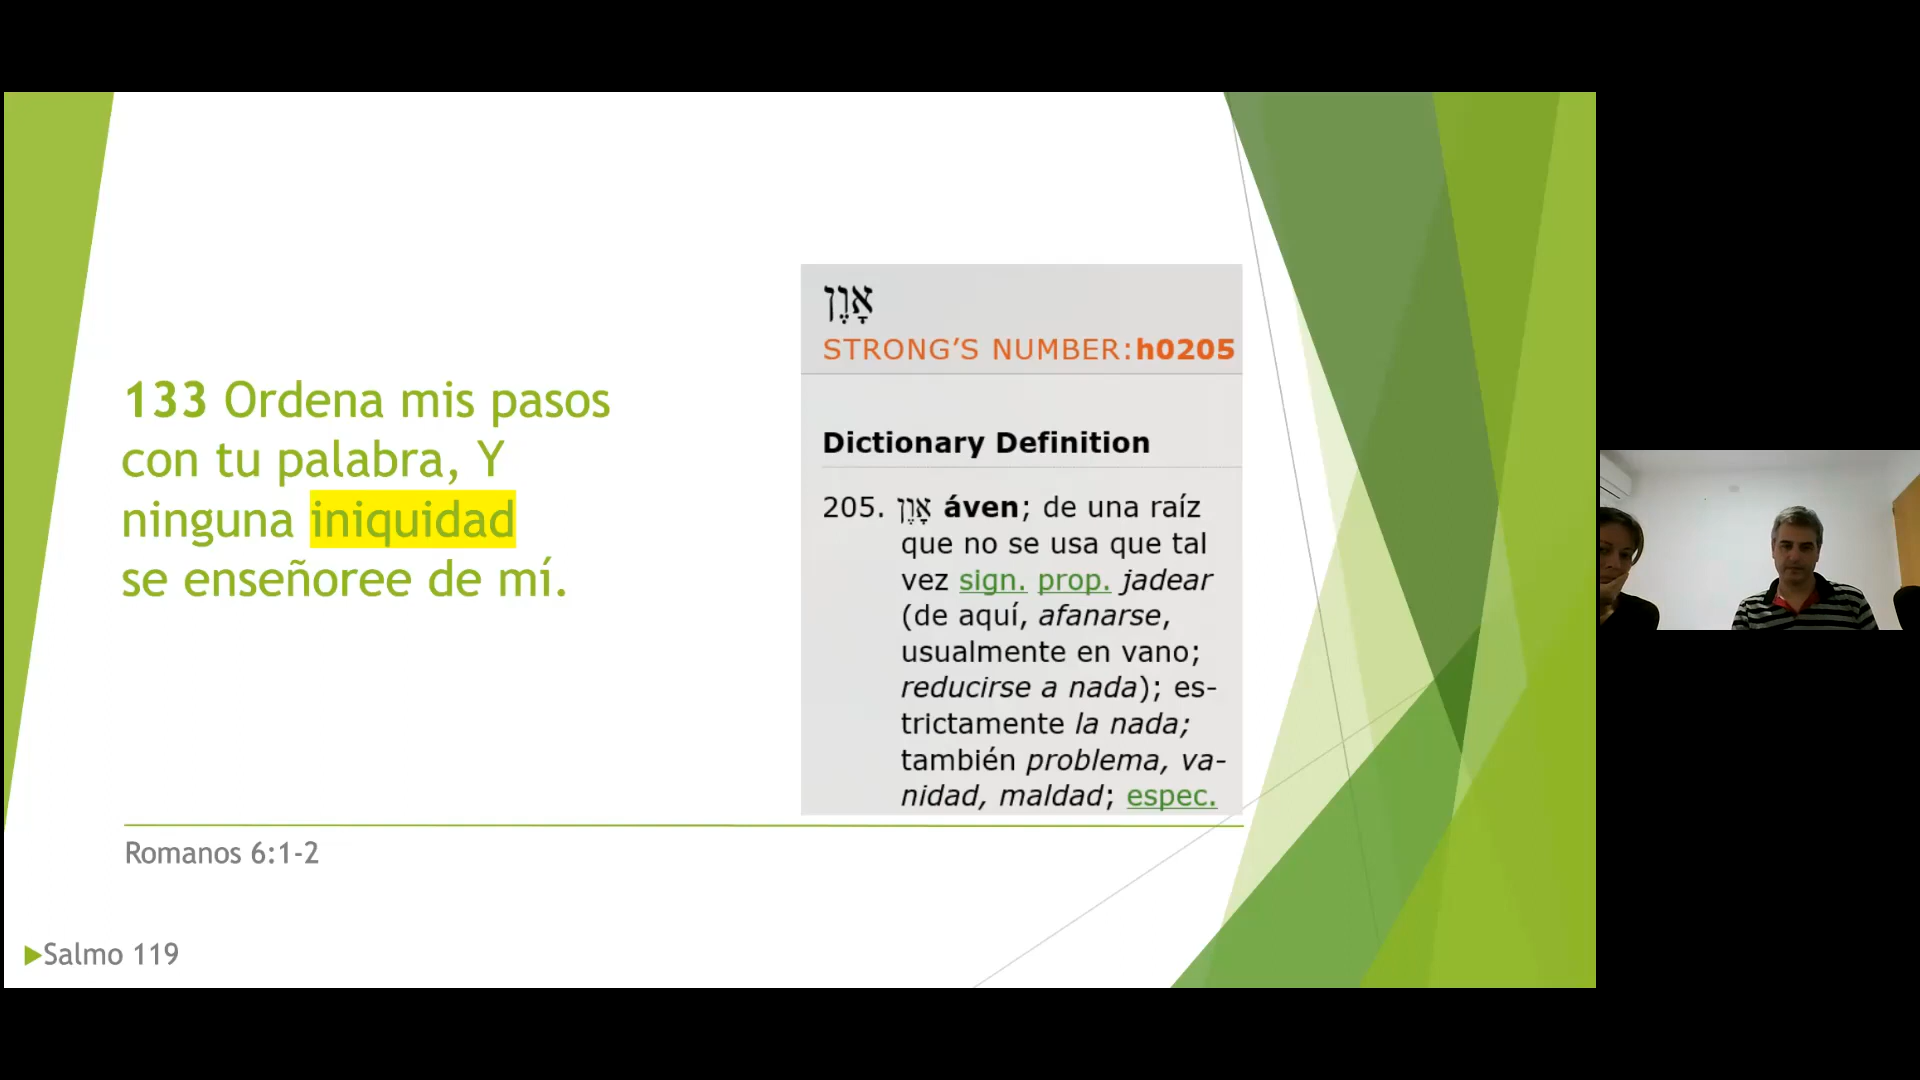 133 Ordena mis pasos
con tu palabra, Y
ninguna iniquidad
se enseñoree de mí.
אָוֶן
STRONG’S NUMBER:h0205
Dictionary Definition
205. אָוֶן áven; de una raíz
que no se usa que tal
vez sign. prop. jadear
(de aquí, afanarse,
usualmente en vano;
reducirse a nada); es-
trictamente la nada;
también problema, va-
nidad, maldad; espec.
Romanos 6:1-2
Salmo 119